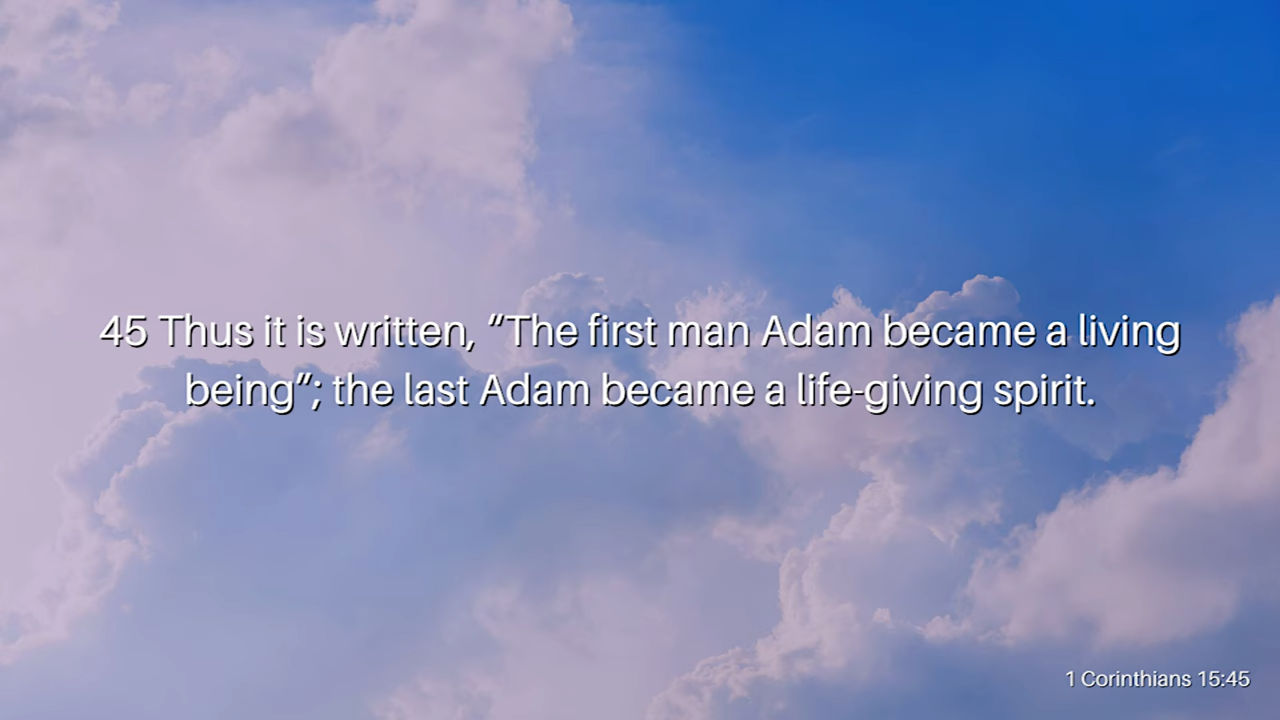 45 Thus it is written, “The first man Adam became a living
being”; the last Adam became a life-giving spirit.
1 Corinthians 15:45